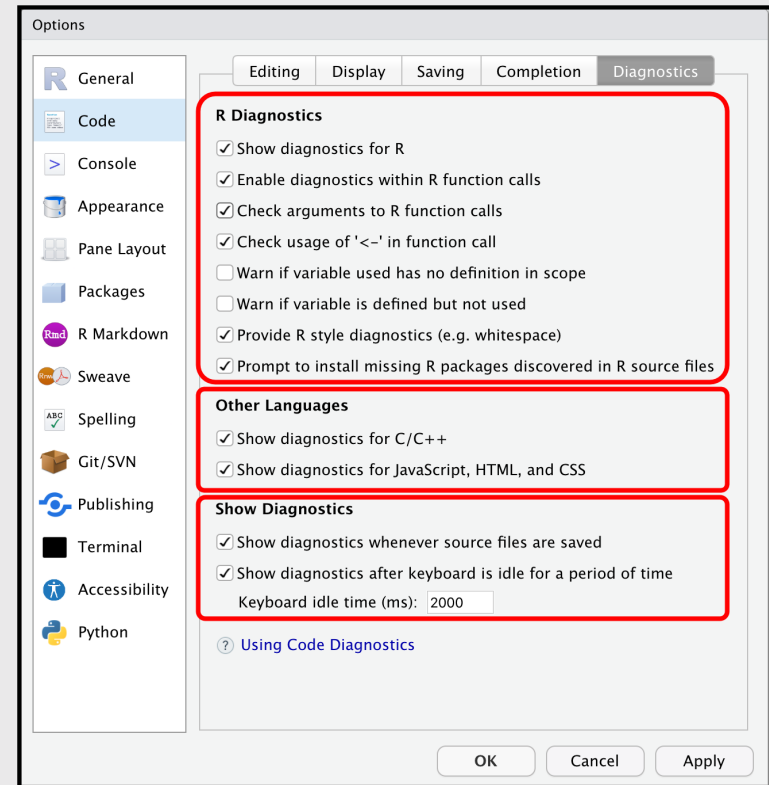 Options
General
Code
Console
Appearance
Pane Layout
Packages
Rmd R Markdown
Sweave
ABC Spelling
Git/SVN
Publishing
Terminal
Accessibility
Python
Editing Display Saving Completion Diagnostics
R Diagnostics
Show diagnostics for R
Enable diagnostics within R function calls
Check arguments to R function calls
Check usage of '<-' in function call
Warn if variable used has no definition in scope
Warn if variable is defined but not used
Provide R style diagnostics (e.g. whitespace)
Prompt to install missing R packages discovered in R source files
Other Languages
Show diagnostics for C/C++
Show diagnostics for JavaScript, HTML, and CSS
Show Diagnostics
Show diagnostics whenever source files are saved
Show diagnostics after keyboard is idle for a period of time
Keyboard idle time (ms): 2000
? Using Code Diagnostics
OK Cancel Apply